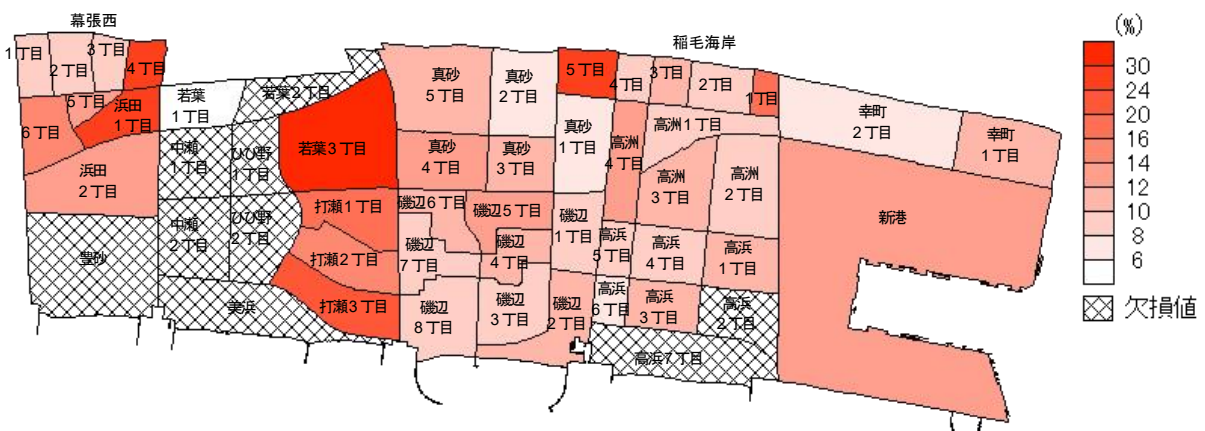 幕張西
1丁目
2丁目
3丁目
4丁目
5丁目
6丁目
浜田
1丁目
浜田
2丁目
豊砂
若葉
1丁目
若葉2丁目
若葉3丁目
中瀬
1丁目
ひび野
1丁目
中瀬
2丁目
ひび野
2丁目
美浜
打瀬1丁目
打瀬2丁目
打瀬3丁目
真砂
5丁目
真砂
2丁目
真砂
1丁目
真砂
4丁目
真砂
3丁目
磯辺6丁目
磯辺5丁目
磯辺
1丁目
磯辺
7丁目
磯辺
4丁目
磯辺
8丁目
磯辺
3丁目
磯辺
2丁目
稲毛海岸
5丁目
4丁目
3丁目
2丁目
1丁目
高洲1丁目
高洲
4丁目
高洲
3丁目
高洲
2丁目
高浜
5丁目
高浜
4丁目
高浜
1丁目
高浜
6丁目
高浜
3丁目
高浜
2丁目
高浜7丁目
幸町
2丁目
幸町
1丁目
新港
(%)
30
24
20
16
14
12
10
8
6
欠損値